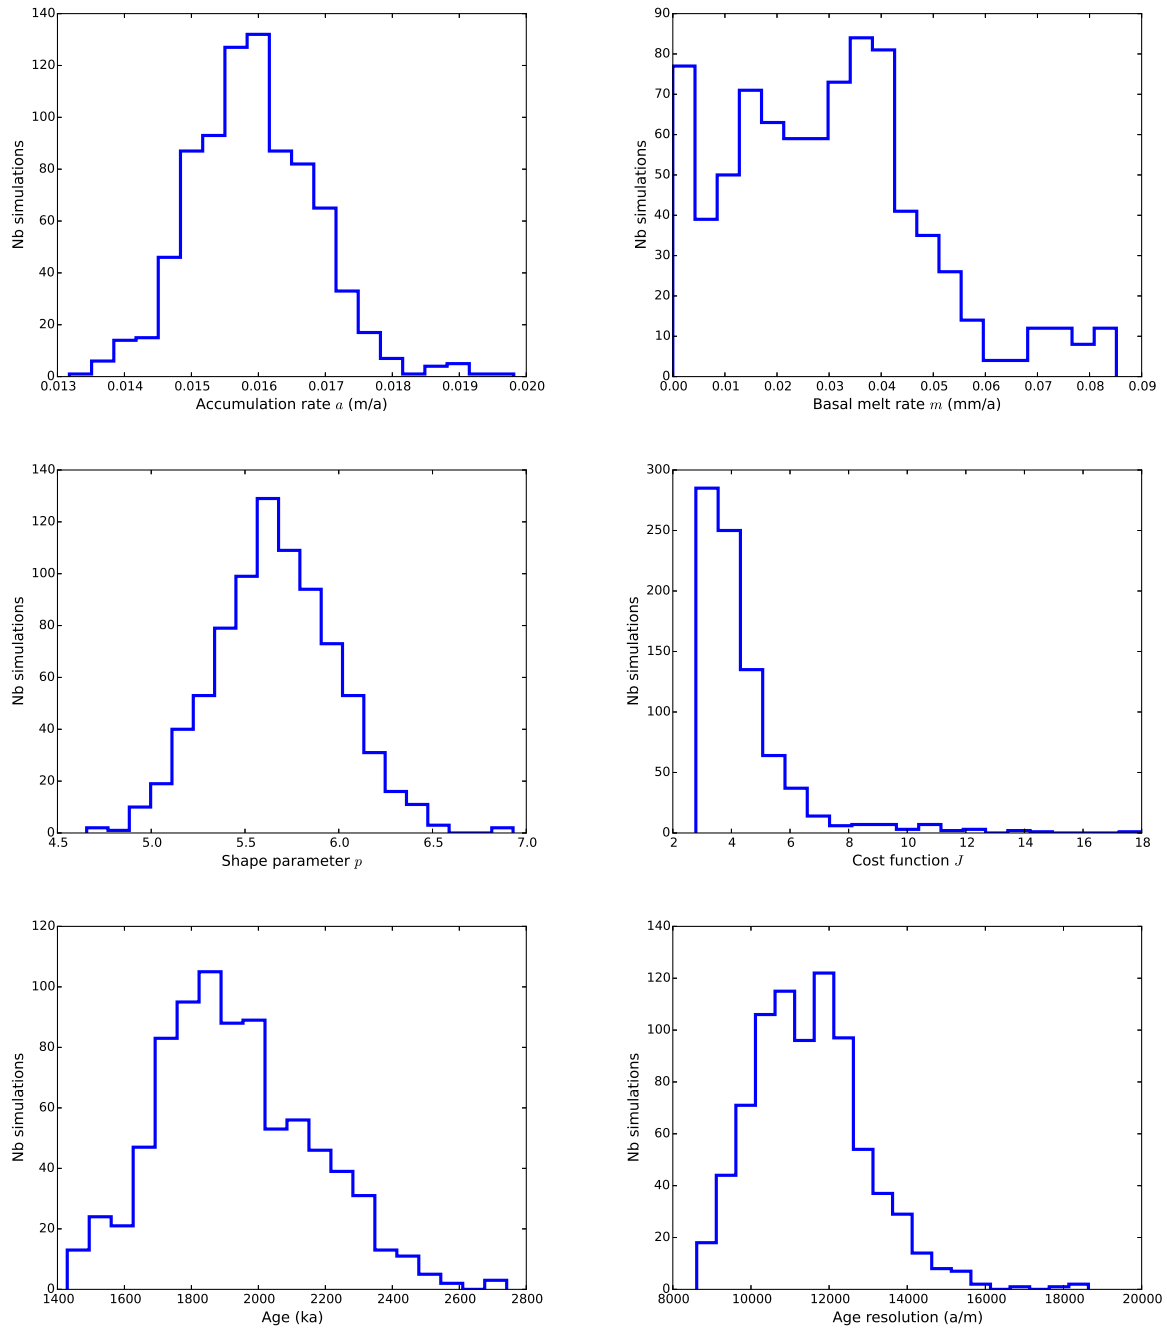 140
120
100
80
60
40
20
0
Nb simulations
0.013 0.014 0.015 0.016 0.017 0.018 0.019 0.020
Accumulation rate a (m/a)
90
80
70
60
50
40
30
20
10
0
Nb simulations
0.00 0.01 0.02 0.03 0.04 0.05 0.06 0.07 0.08 0.09
Basal melt rate m (mm/a)
140
120
100
80
60
40
20
0
Nb simulations
4.5 5.0 5.5 6.0 6.5 7.0
Shape parameter p
300
250
200
150
100
50
0
Nb simulations
2 4 6 8 10 12 14 16 18
Cost function J
120
100
80
60
40
20
0
Nb simulations
1400 1600 1800 2000 2200 2400 2600 2800
Age (ka)
140
120
100
80
60
40
20
0
Nb simulations
8000 10000 12000 14000 16000 18000 20000
Age resolution (a/m)